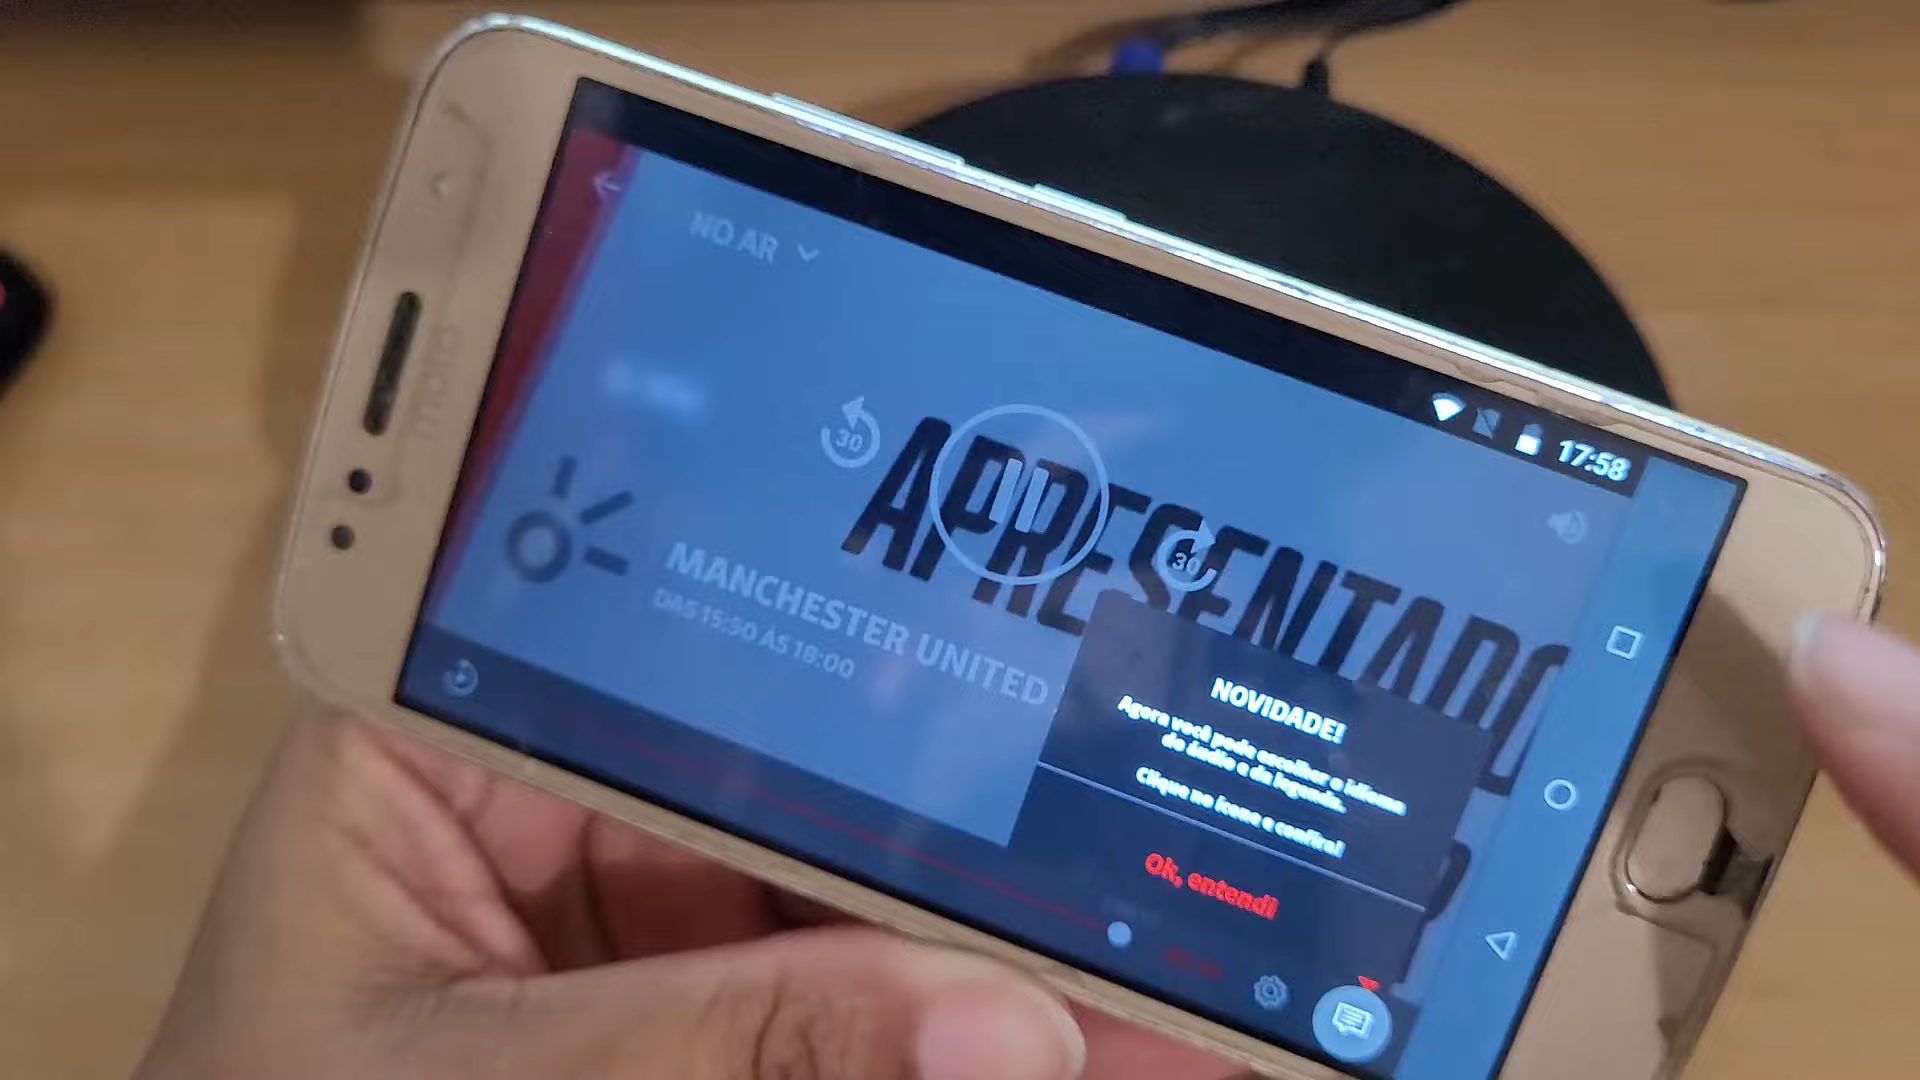 moto
17:58
NO AR
30
30
APRESENTADO
MANCHESTER UNITED
DAS 15:50 ÀS 18:00
NOVIDADE!
Agora você pode escolher o idioma
do áudio e da legenda.
Clique no ícone e confira!
Ok, entendi